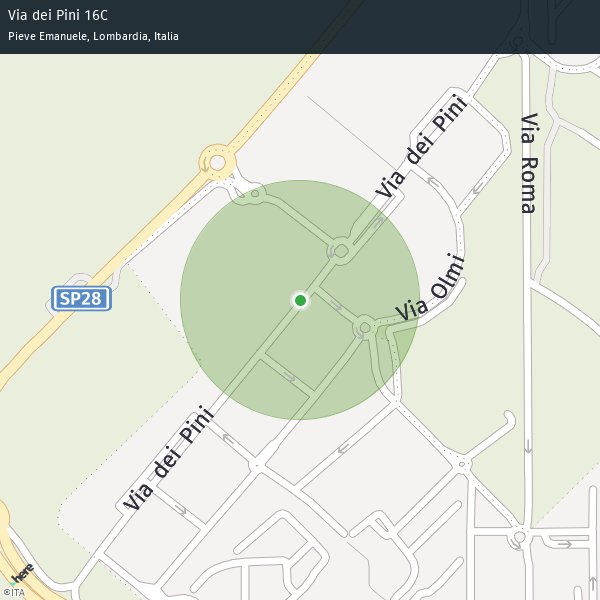 Via dei Pini 16C
Pieve Emanuele, Lombardia, Italia
Via dei Pini
Via Roma
Via Olmi
SP28
Via dei Pini
here
©ITA